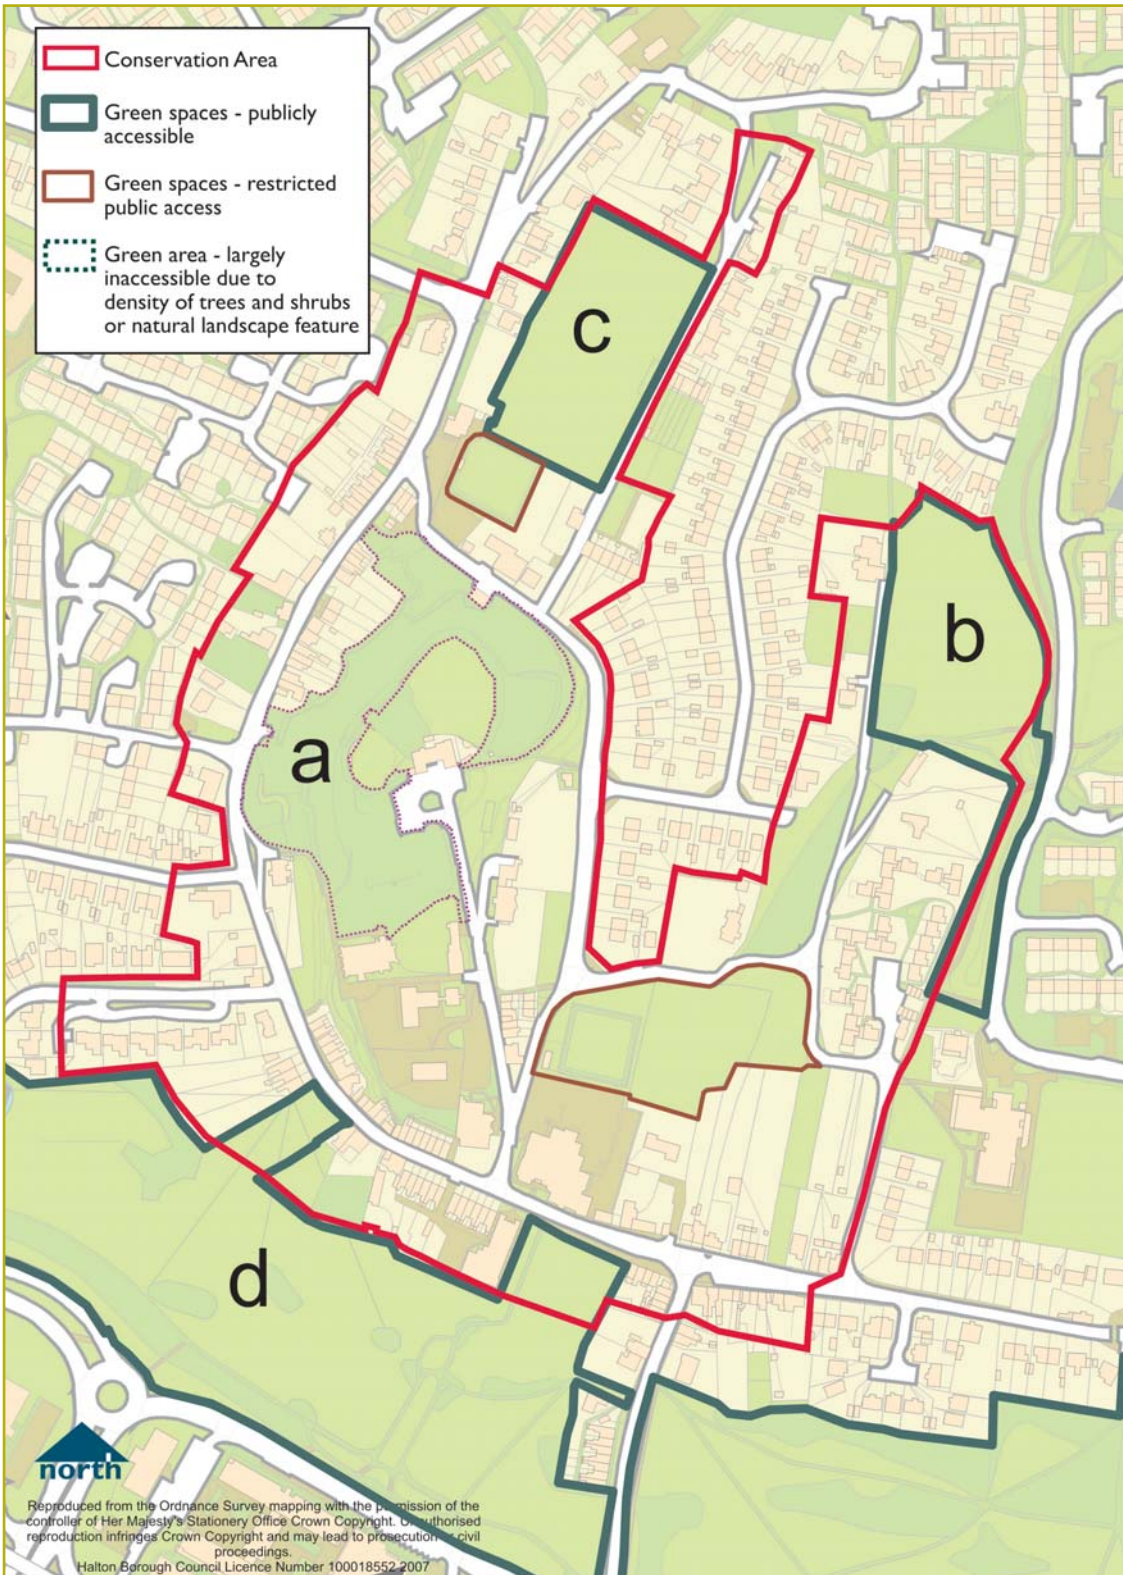 Conservation Area
Green spaces - publicly
accessible
Green spaces - restricted
public access
Green area - largely
inaccessible due to
density of trees and shrubs
or natural landscape feature
c
b
a
d
north
Reproduced from the Ordnance Survey mapping with the permission of the
controller of Her Majesty's Stationery Office Crown Copyright. Unauthorised
reproduction infringes Crown Copyright and may lead to prosecution or civil
proceedings.
Halton Borough Council Licence Number 100018552 2007